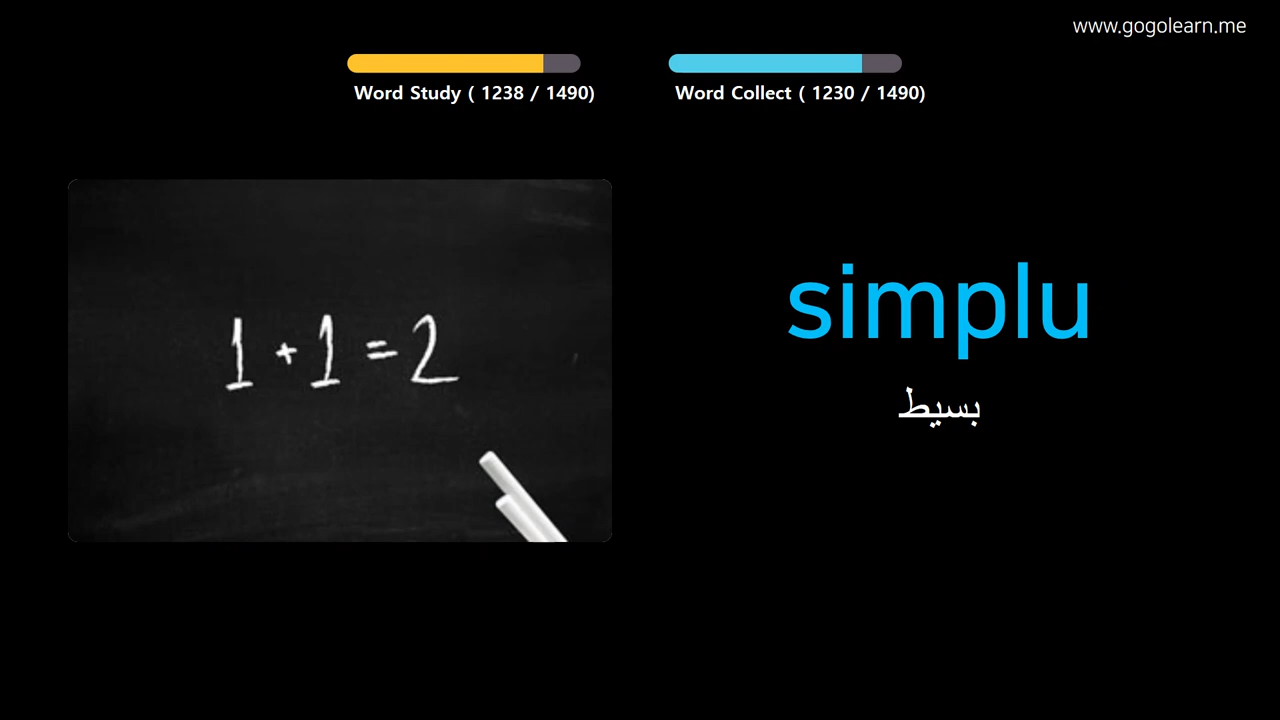 www.gogolearn.me
Word Study ( 1238 / 1490)
Word Collect ( 1230 / 1490)
1 + 1 = 2
simplu
بسيط